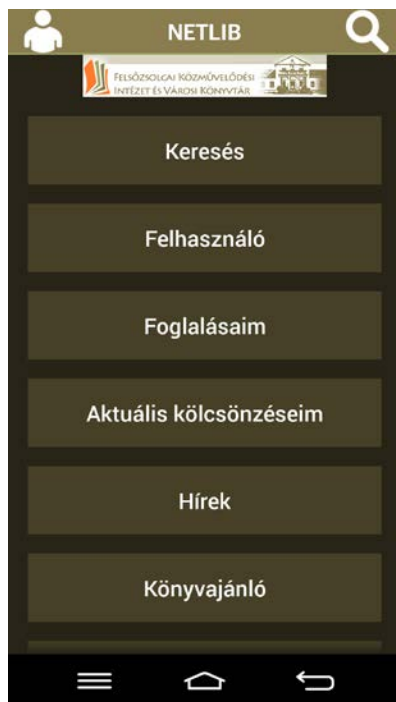 NETLIB
Felsőzsolcai Közművelődési
Intézet és Városi Könyvtár
Keresés
Felhasználó
Foglalásaim
Aktuális kölcsönzéseim
Hírek
Könyvajánló